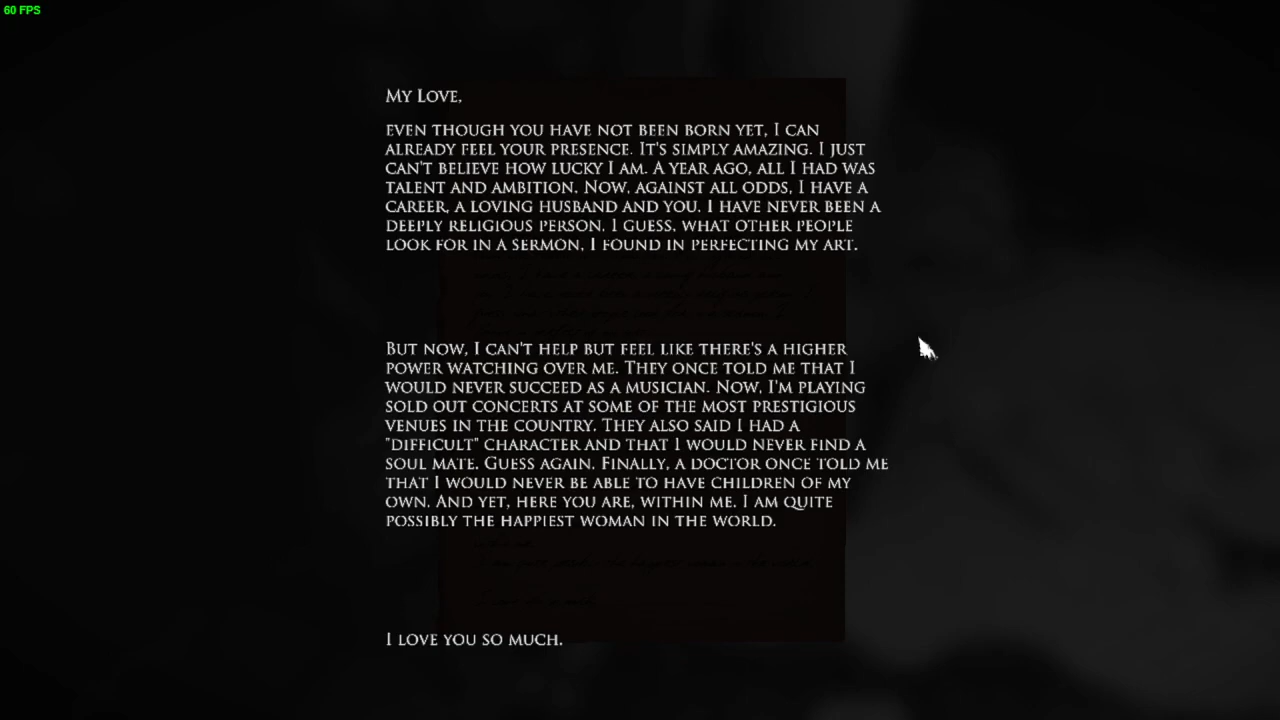 60 FPS
MY LOVE,
EVEN THOUGH YOU HAVE NOT BEEN BORN YET, I CAN
ALREADY FEEL YOUR PRESENCE. IT'S SIMPLY AMAZING. I JUST
CAN'T BELIEVE HOW LUCKY I AM. A YEAR AGO, ALL I HAD WAS
TALENT AND AMBITION. NOW, AGAINST ALL ODDS, I HAVE A
CAREER, A LOVING HUSBAND AND YOU. I HAVE NEVER BEEN A
DEEPLY RELIGIOUS PERSON. I GUESS, WHAT OTHER PEOPLE
LOOK FOR IN A SERMON, I FOUND IN PERFECTING MY ART.
BUT NOW, I CAN'T HELP BUT FEEL LIKE THERE'S A HIGHER
POWER WATCHING OVER ME. THEY ONCE TOLD ME THAT I
WOULD NEVER SUCCEED AS A MUSICIAN. NOW, I'M PLAYING
SOLD OUT CONCERTS AT SOME OF THE MOST PRESTIGIOUS
VENUES IN THE COUNTRY. THEY ALSO SAID I HAD A
"DIFFICULT" CHARACTER AND THAT I WOULD NEVER FIND A
SOUL MATE. GUESS AGAIN. FINALLY, A DOCTOR ONCE TOLD ME
THAT I WOULD NEVER BE ABLE TO HAVE CHILDREN OF MY
OWN. AND YET, HERE YOU ARE, WITHIN ME. I AM QUITE
POSSIBLY THE HAPPIEST WOMAN IN THE WORLD.
I LOVE YOU SO MUCH.